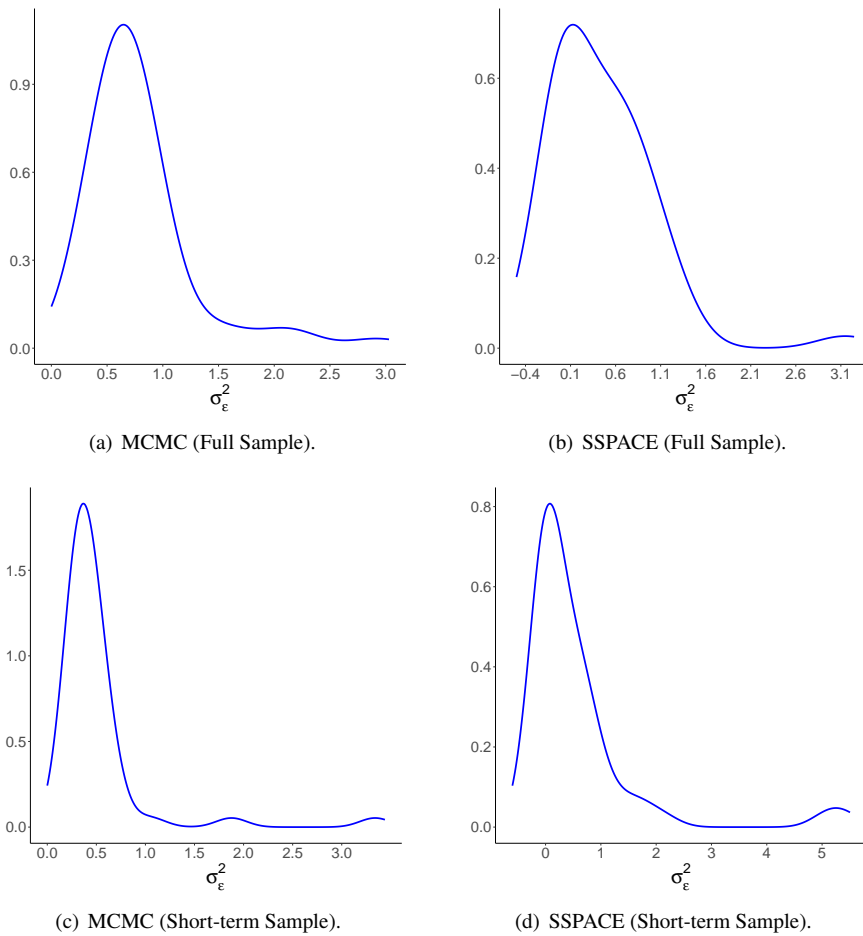 0.9
0.6
0.3
0.0
0.0 0.5 1.0 1.5 2.0 2.5 3.0
σ²ε
(a) MCMC (Full Sample).
0.6
0.4
0.2
0.0
−0.4 0.1 0.6 1.1 1.6 2.1 2.6 3.1
σ²ε
(b) SSPACE (Full Sample).
1.5
1.0
0.5
0.0
0.0 0.5 1.0 1.5 2.0 2.5 3.0
σ²ε
(c) MCMC (Short-term Sample).
0.8
0.6
0.4
0.2
0.0
0 1 2 3 4 5
σ²ε
(d) SSPACE (Short-term Sample).